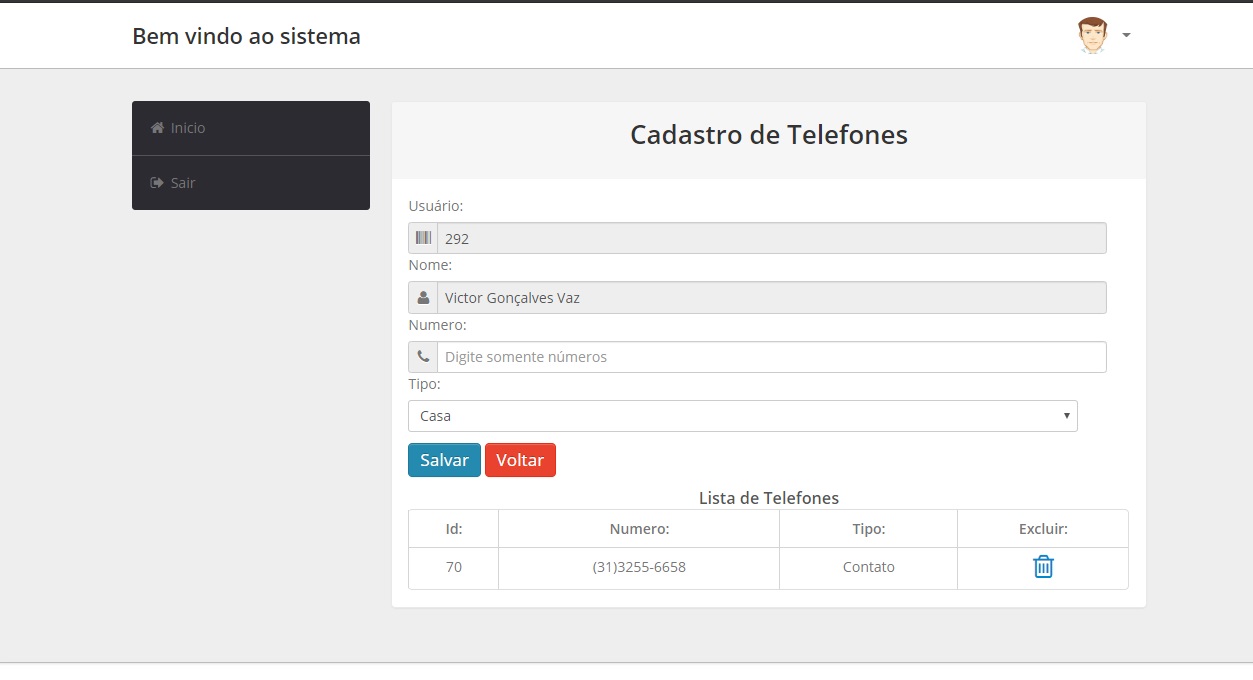 Bem vindo ao sistema
Inicio
Sair
Cadastro de Telefones
Usuário:
292
Nome:
Victor Gonçalves Vaz
Numero:
Digite somente números
Tipo:
Casa
Salvar Voltar
Lista de Telefones
Id: Numero: Tipo: Excluir:
70 (31)3255-6658 Contato